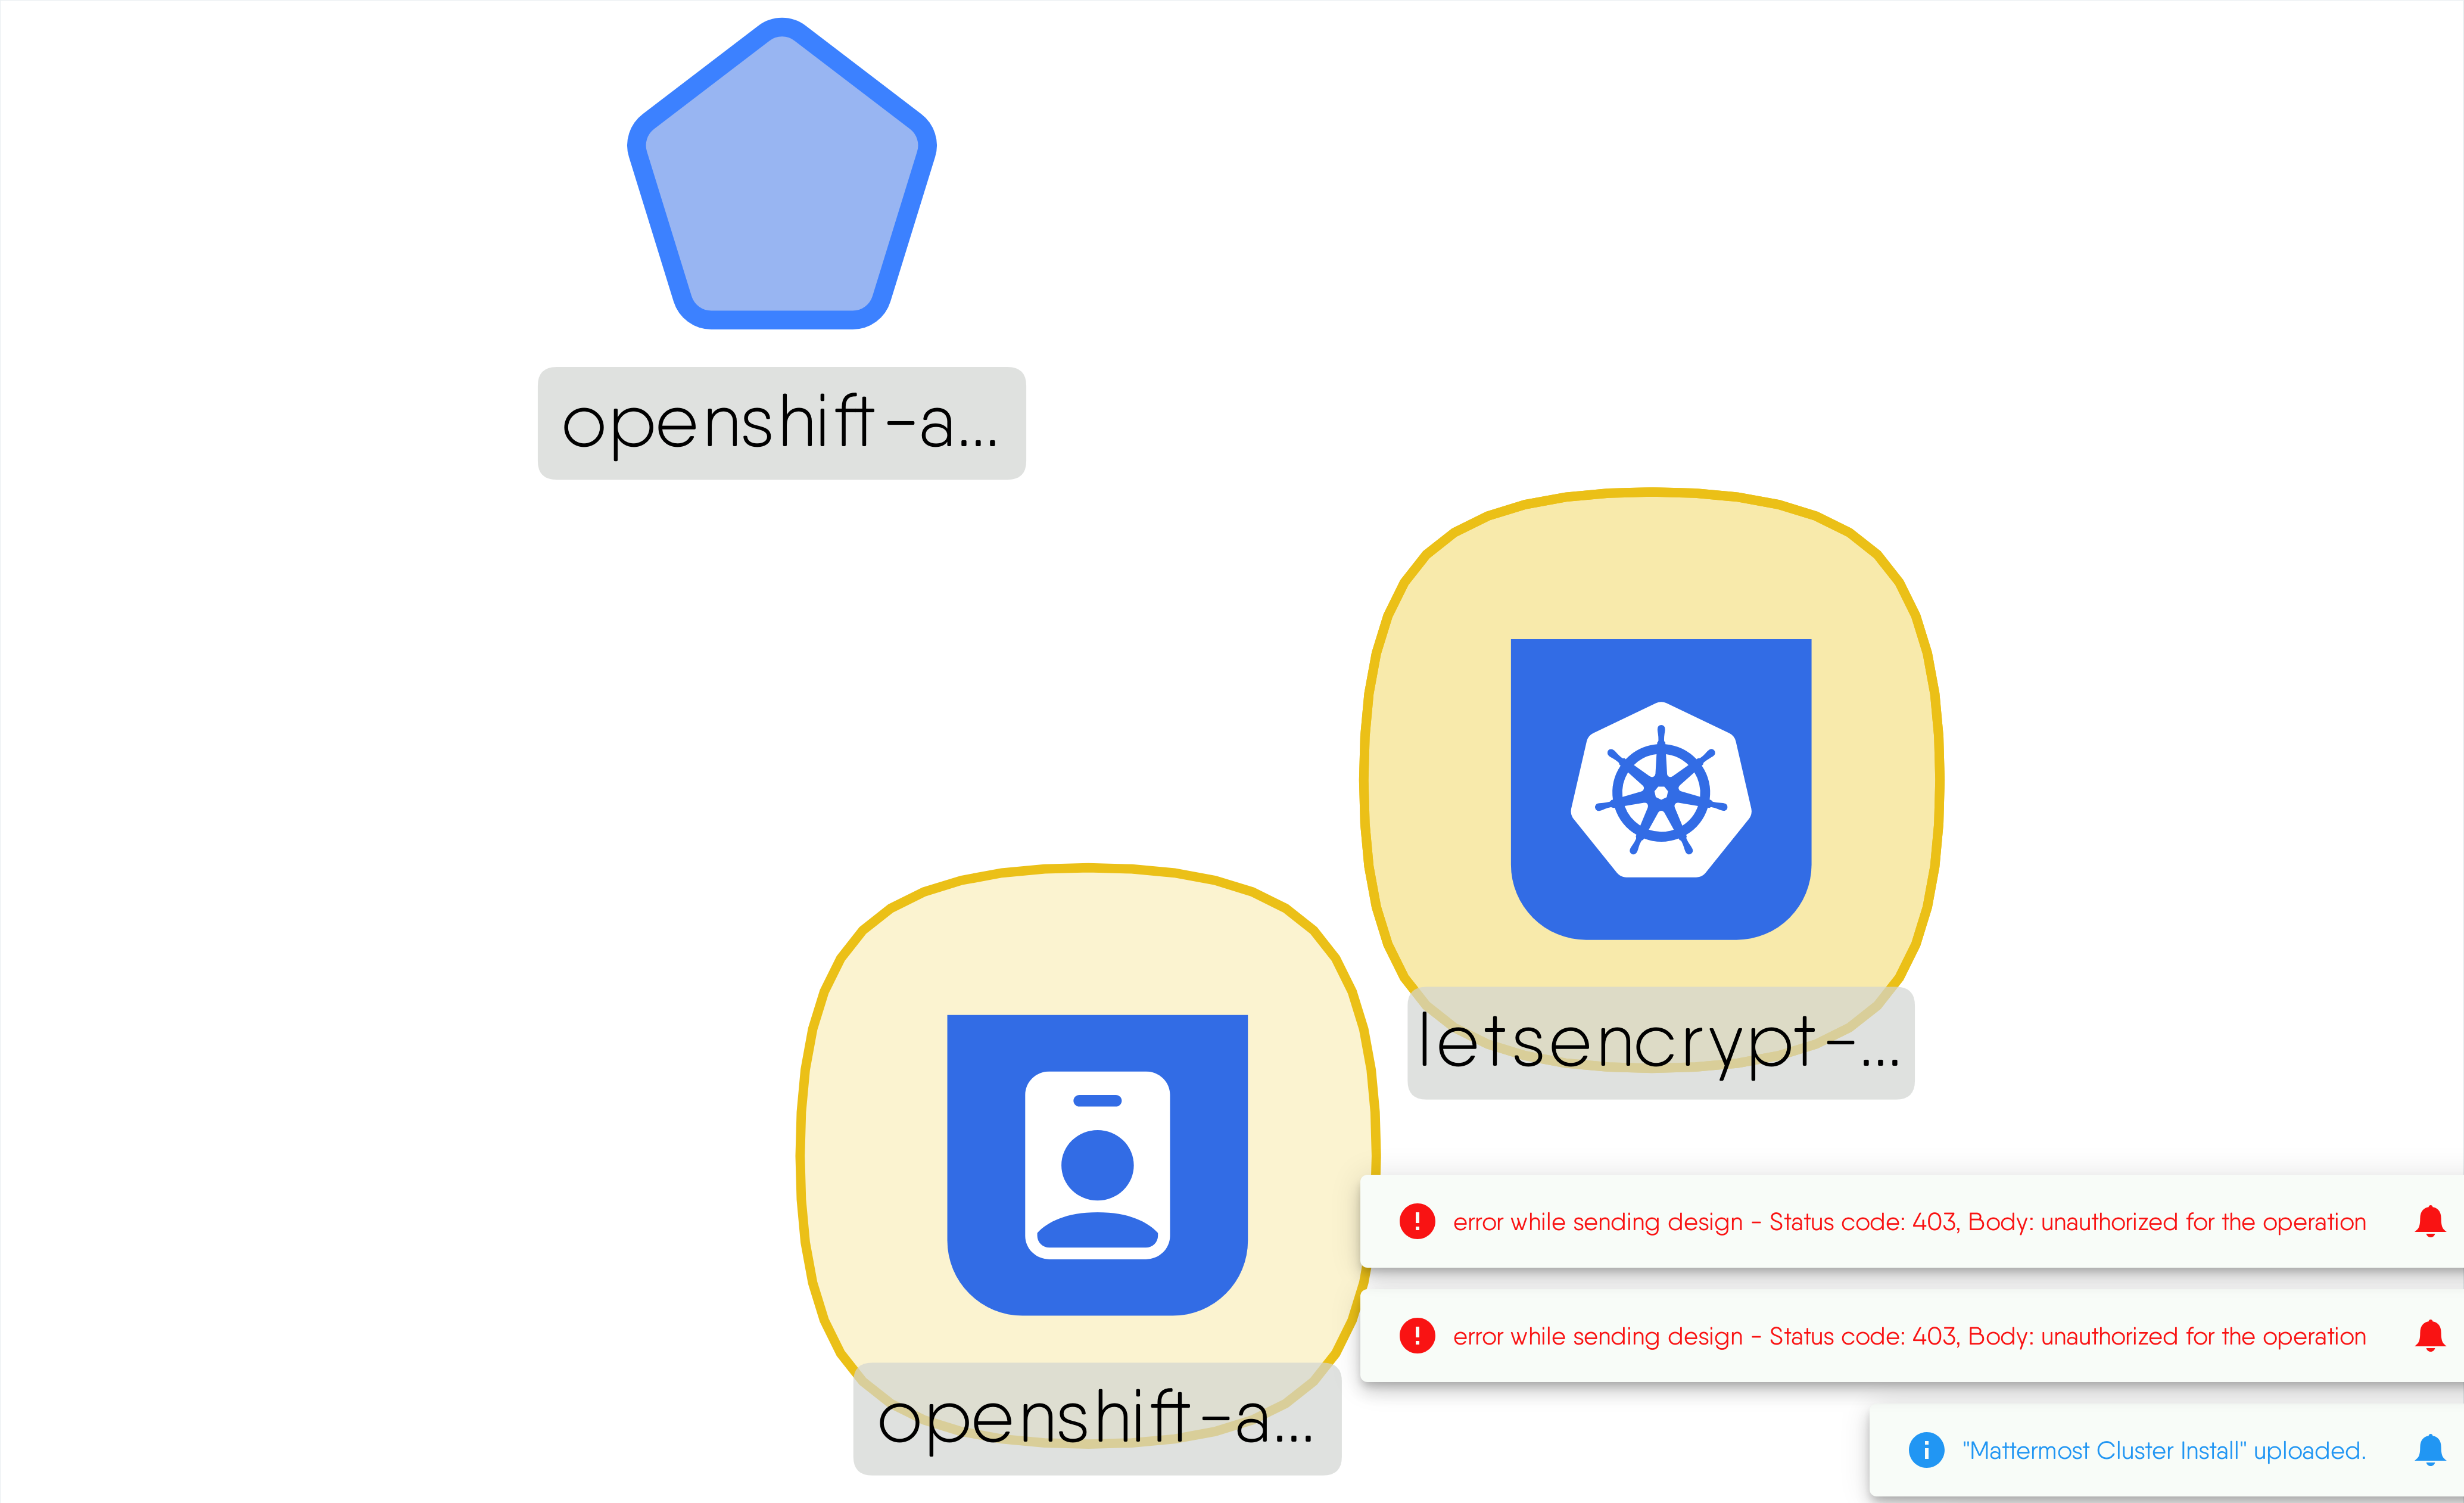 openshift-a...
letsencrypt-...
error while sending design - Status code: 403, Body: unauthorized for the operation
error while sending design - Status code: 403, Body: unauthorized for the operation
openshift-a...
"Mattermost Cluster Install" uploaded.